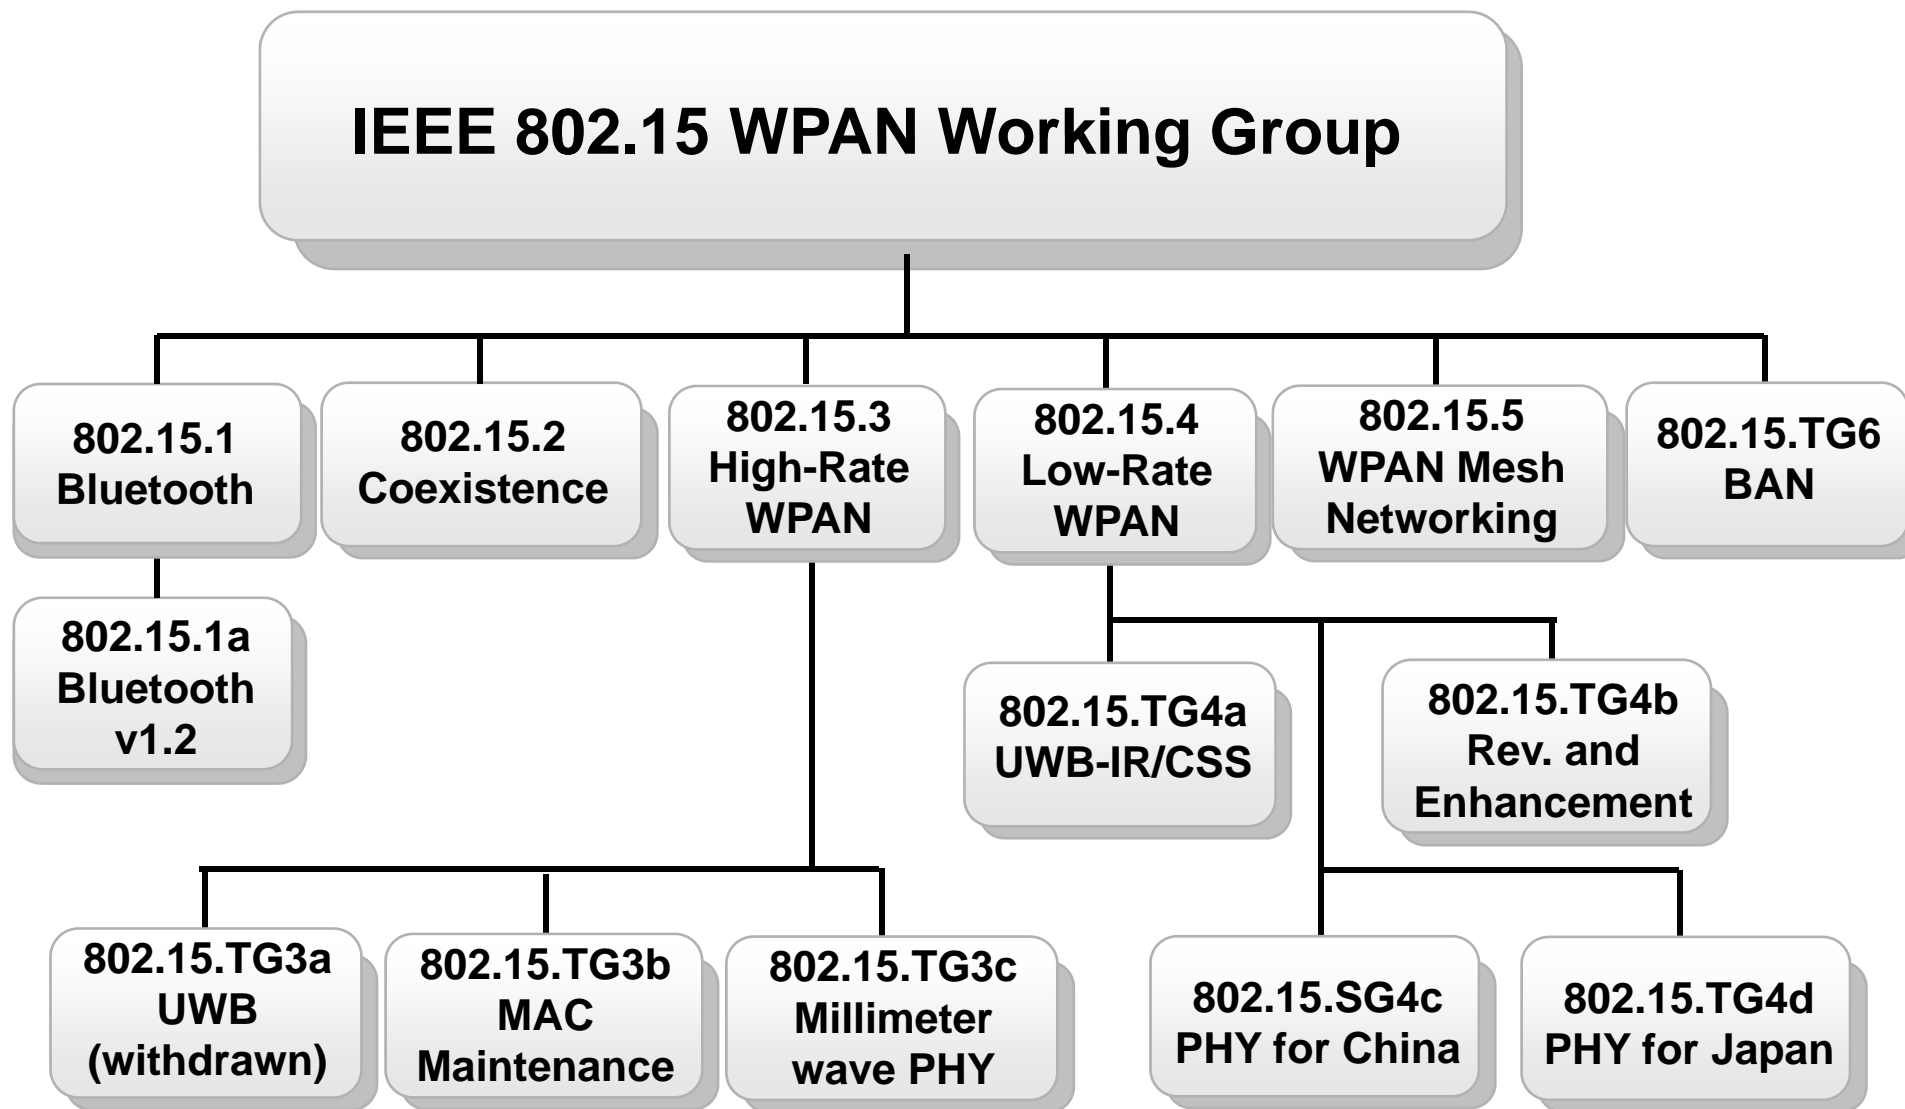 IEEE 802.15 WPAN Working Group
802.15.1
Bluetooth
802.15.2
Coexistence
802.15.3
High-Rate
WPAN
802.15.4
Low-Rate
WPAN
802.15.5
WPAN Mesh
Networking
802.15.TG6
BAN
802.15.1a
Bluetooth
v1.2
802.15.TG4a
UWB-IR/CSS
802.15.TG4b
Rev. and
Enhancement
802.15.TG3a
UWB
(withdrawn)
802.15.TG3b
MAC
Maintenance
802.15.TG3c
Millimeter
wave PHY
802.15.SG4c
PHY for China
802.15.TG4d
PHY for Japan